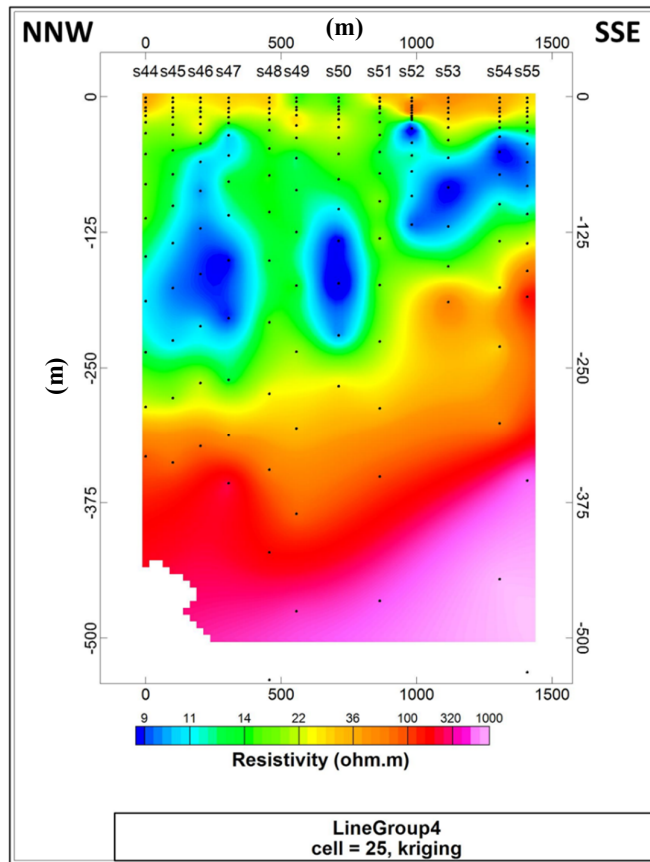 NNW (m) SSE
0 500 1000 1500
s44 s45 s46 s47 s48 s49 s50 s51 s52 s53 s54 s55
0 0
-125 -125
(m)
-250 -250
-375 -375
-500 -500
0 500 1000 1500
9 11 14 22 36 100 320 1000
Resistivity (ohm.m)
LineGroup4
cell = 25, kriging